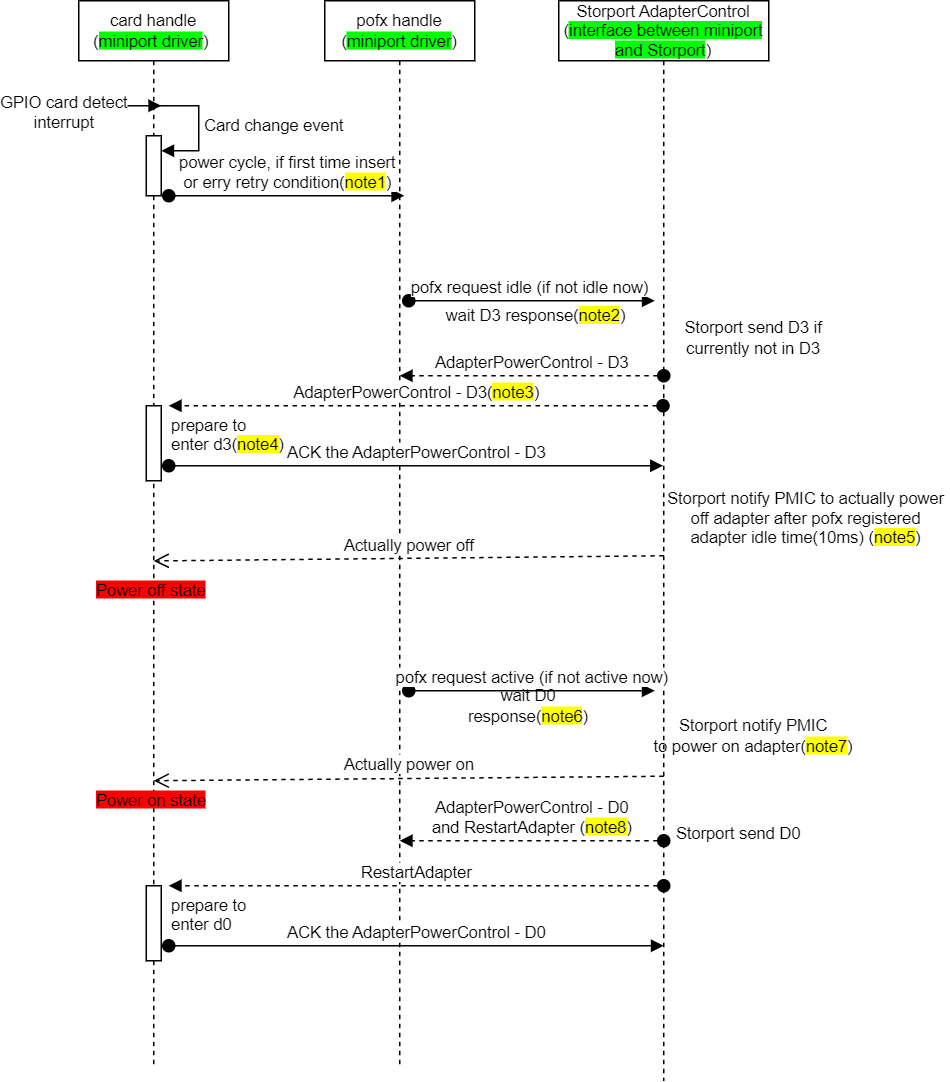 card handle
(miniport driver)
pofx handle
(miniport driver)
Storport AdapterControl
(interface between miniport
and Storport)
GPIO card detect
interrupt
Card change event
power cycle, if first time insert
or erry retry condition(note1)
pofx request idle (if not idle now)
wait D3 response(note2)
Storport send D3 if
currently not in D3
AdapterPowerControl - D3
AdapterPowerControl - D3(note3)
prepare to
enter d3(note4)
ACK the AdapterPowerControl - D3
Storport notify PMIC to actually power
off adapter after pofx registered
adapter idle time(10ms) (note5)
Actually power off
Power off state
pofx request active (if not active now)
wait D0
response(note6)
Storport notify PMIC
to power on adapter(note7)
Actually power on
Power on state
AdapterPowerControl - D0
and RestartAdapter (note8)
Storport send D0
RestartAdapter
prepare to
enter d0
ACK the AdapterPowerControl - D0